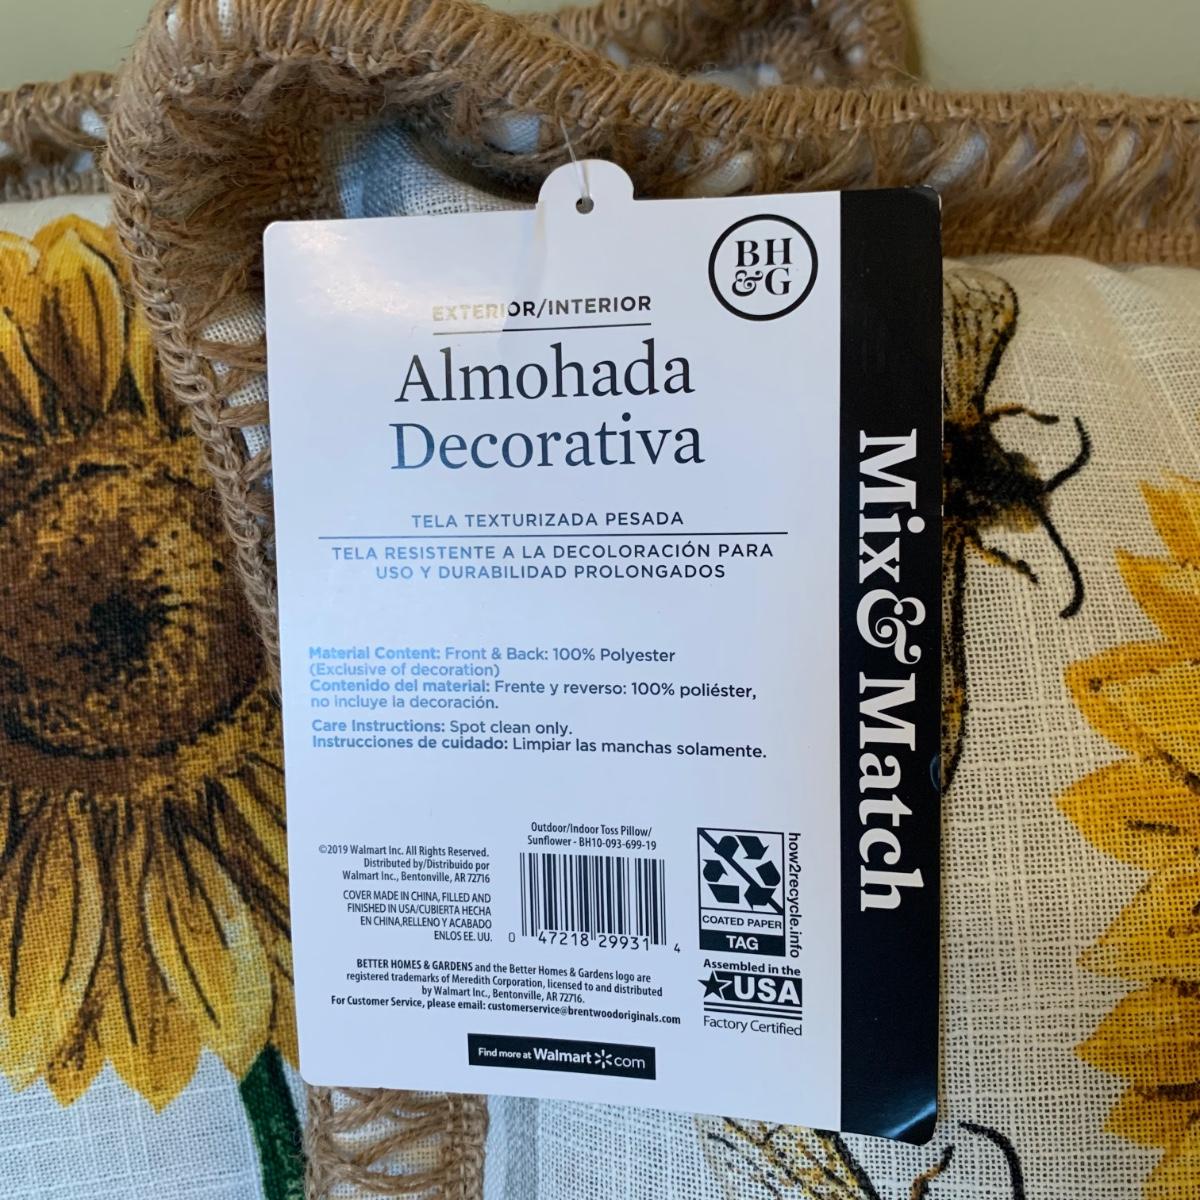 BH
&G
EXTERIOR/INTERIOR
Almohada
Decorativa
TELA TEXTURIZADA PESADA
TELA RESISTENTE A LA DECOLORACIÓN PARA
USO Y DURABILIDAD PROLONGADOS
Material Content: Front & Back: 100% Polyester
(Exclusive of decoration)
Contenido del material: Frente y reverso: 100% poliéster,
no incluye la decoración.
Care Instructions: Spot clean only.
Instrucciones de cuidado: Limpiar las manchas solamente.
©2019 Walmart Inc. All Rights Reserved.
Distributed by/Distribuido por
Walmart Inc., Bentonville, AR 72716
COVER MADE IN CHINA, FILLED AND
FINISHED IN USA/CUBIERTA HECHA
EN CHINA,RELLENO Y ACABADO
ENLOS EE. UU.
Outdoor/Indoor Toss Pillow/
Sunflower - BH10-093-699-19
0 47218 29931 4
how2recycle.info
COATED PAPER
TAG
Assembled in the
USA
Factory Certified
BETTER HOMES & GARDENS and the Better Homes & Gardens logo are
registered trademarks of Meredith Corporation, licensed to and distributed
by Walmart Inc., Bentonville, AR 72716.
For Customer Service, please email: customerservice@brentwoodoriginals.com
Find more at Walmart com
Mix&Match